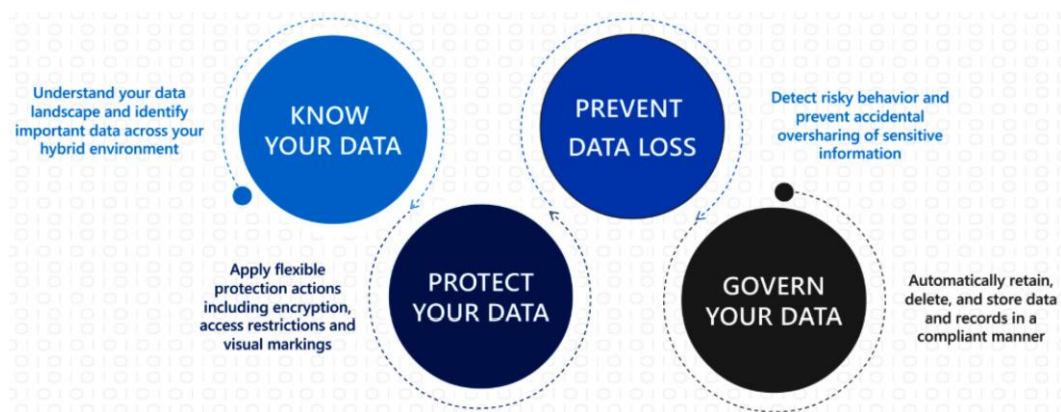 Understand your data
landscape and identify
important data across your
hybrid environment
KNOW
YOUR DATA
Apply flexible
protection actions
including encryption,
access restrictions and
visual markings
PROTECT
YOUR DATA
PREVENT
DATA LOSS
Detect risky behavior and
prevent accidental
oversharing of sensitive
information
GOVERN
YOUR DATA
Automatically retain,
delete, and store data
and records in a
compliant manner